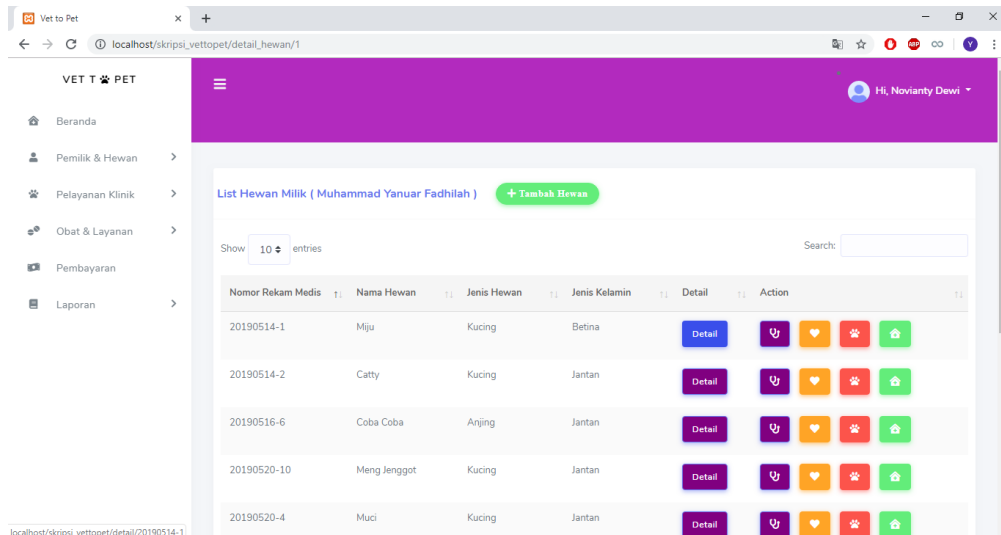 Vet to Pet
localhost/skripsi_vettopet/detail_hewan/1
ABP
Y
VET T PET
Hi, Novianty Dewi
Beranda
Pemilik & Hewan
Pelayanan Klinik
Obat & Layanan
Pembayaran
Laporan
List Hewan Milik ( Muhammad Yanuar Fadhilah )
+ Tambah Hewan
Show 10 entries
Search:
Nomor Rekam Medis Nama Hewan Jenis Hewan Jenis Kelamin Detail Action
20190514-1 Miju Kucing Betina Detail
20190514-2 Catty Kucing Jantan Detail
20190516-6 Coba Coba Anjing Jantan Detail
20190520-10 Meng Jenggot Kucing Jantan Detail
20190520-4 Muci Kucing Jantan Detail
localhost/skripsi_vettopet/detail/20190514-1